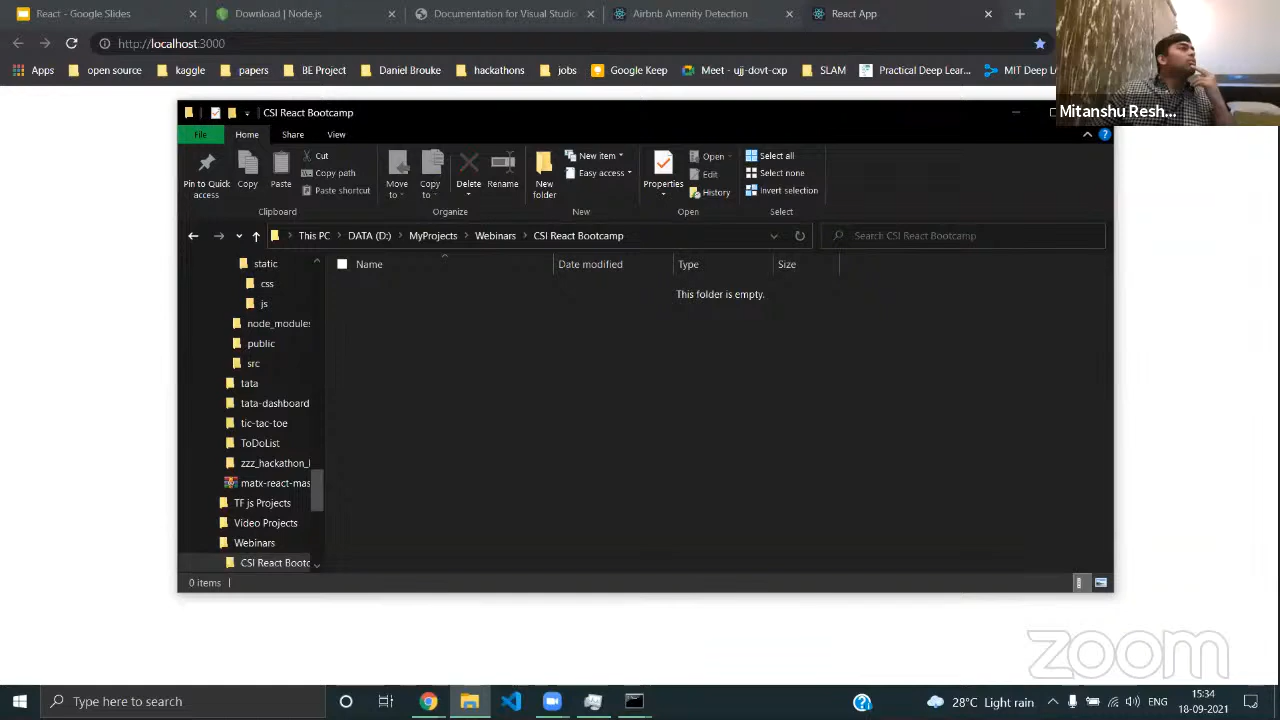 React - Google Slides
Download | Node.js
Documentation for Visual Studio
Airbnb Amenity Detection
React App
http://localhost:3000
Apps
open source
kaggle
papers
BE Project
Daniel Brouke
hackathons
jobs
Google Keep
Meet - ujj-dovt-cxp
SLAM
Practical Deep Lear...
MIT Deep L
Mitanshu Resh...
CSI React Bootcamp
File
Home
Share
View
Pin to Quick
access
Copy
Paste
Cut
Copy path
Paste shortcut
Clipboard
Move
to
Copy
to
Delete
Rename
Organize
New
folder
New item
Easy access
New
Properties
Open
Edit
History
Open
Select all
Select none
Invert selection
Select
This PC
DATA (D:)
MyProjects
Webinars
CSI React Bootcamp
Search CSI React Bootcamp
Name
Date modified
Type
Size
This folder is empty.
static
css
js
node_modules
public
src
tata
tata-dashboard
tic-tac-toe
ToDoList
zzz_hackathon_
matx-react-mas
TF js Projects
Video Projects
Webinars
CSI React Bootc
0 items
zoom
Type here to search
28°C Light rain
ENG
15:34
18-09-2021